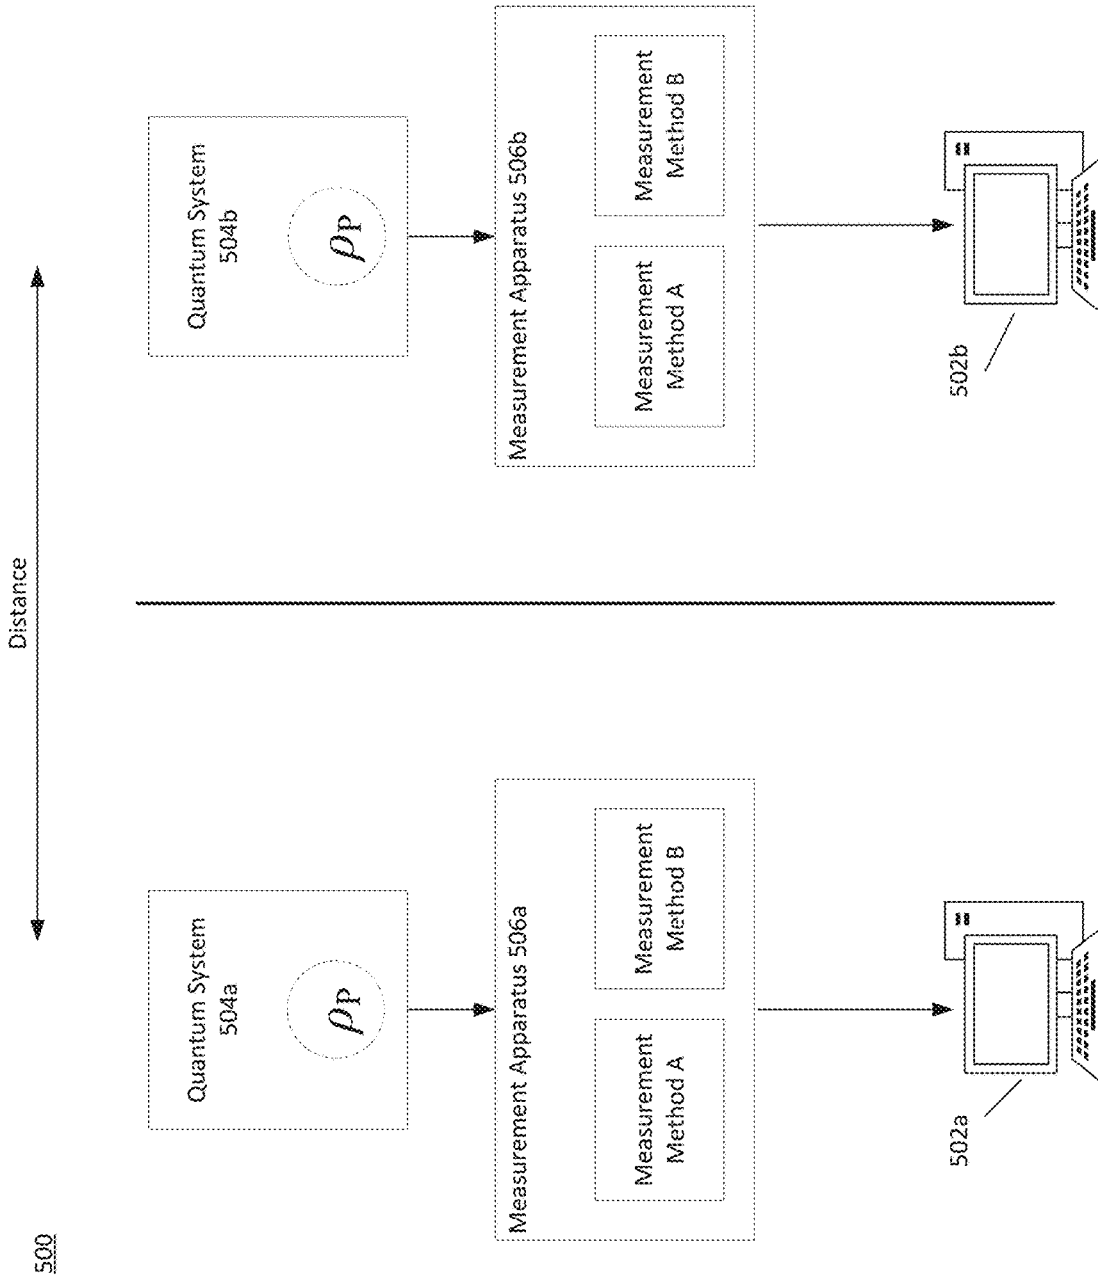 500
Distance
Quantum System
504a
ρP
Measurement Apparatus 506a
Measurement
Method A
Measurement
Method B
502a
Quantum System
504b
ρP
Measurement Apparatus 506b
Measurement
Method A
Measurement
Method B
502b